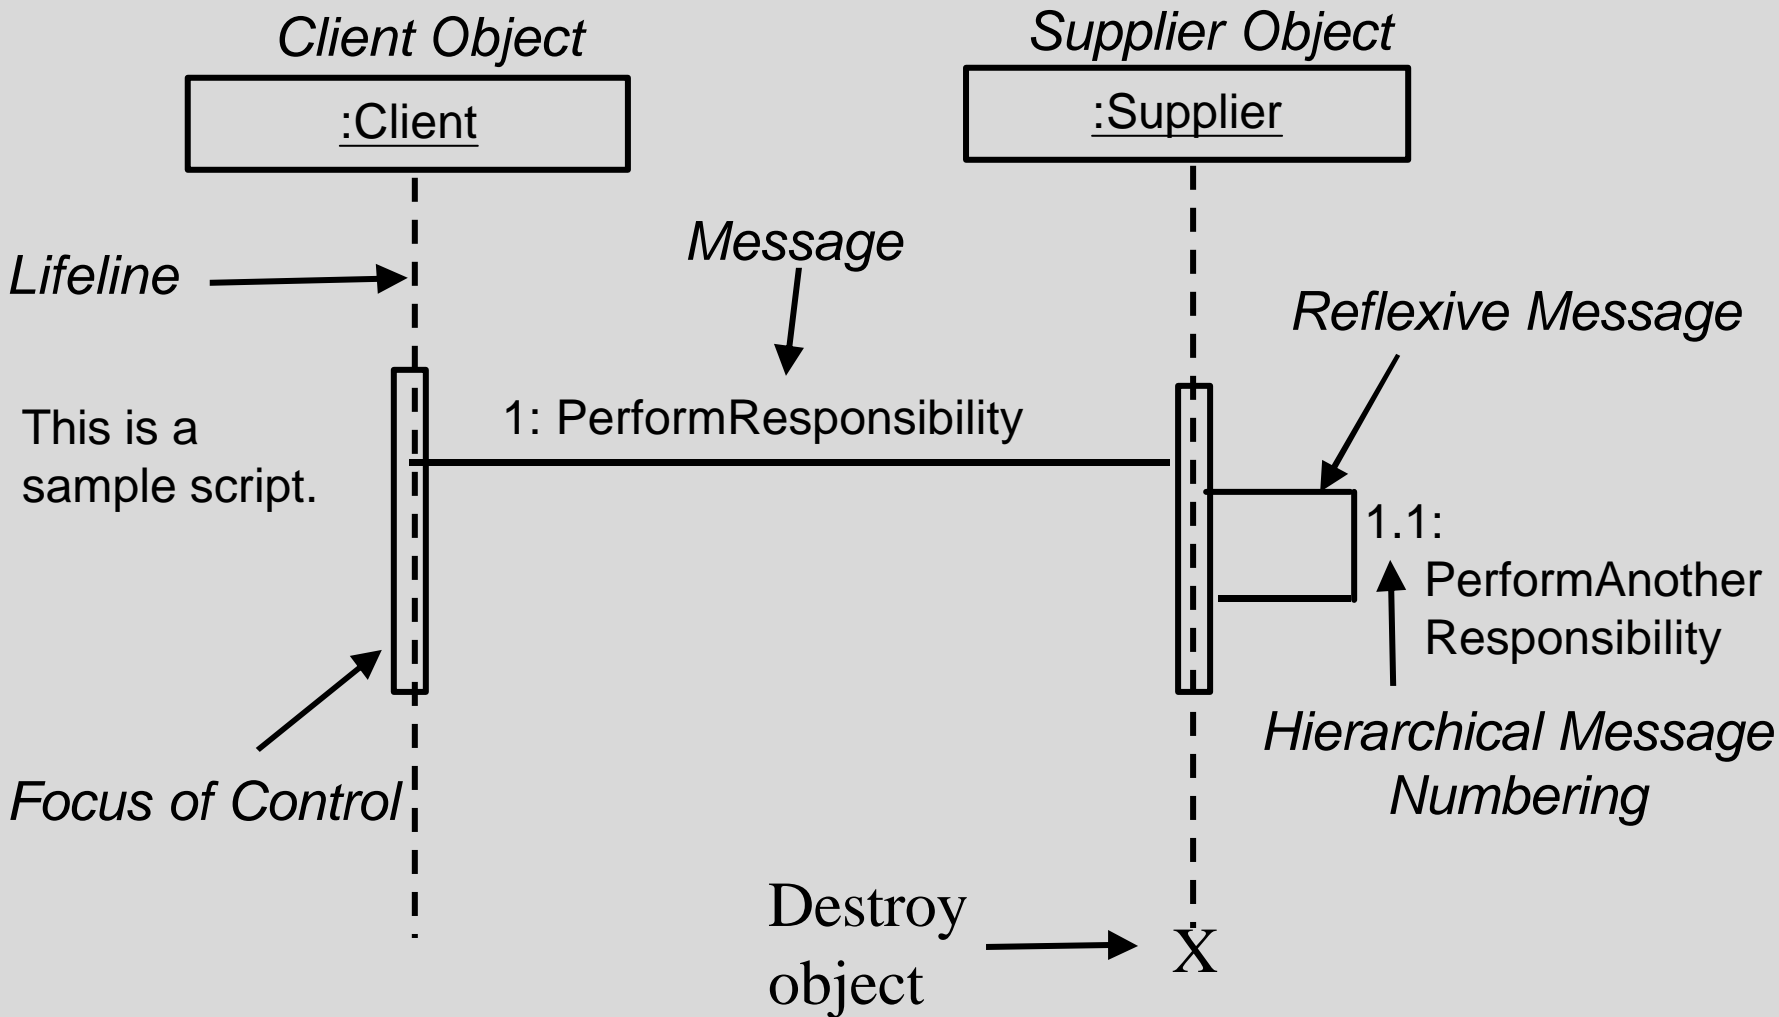 Client Object
Supplier Object
:Client
:Supplier
Message
Lifeline
Reflexive Message
1: PerformResponsibility
This is a
sample script.
1.1:
PerformAnother
Responsibility
Hierarchical Message
Numbering
Focus of Control
Destroy
object
X